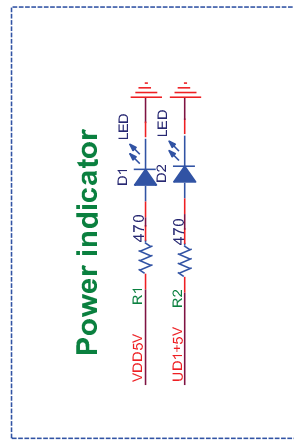 Power indicator
VDD5V
R1
470
D1
LED
UD1+5V
R2
470
D2
LED